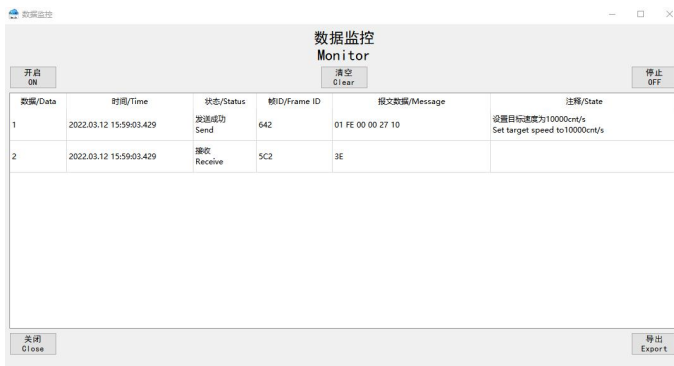 数据监控
数据监控
Monitor
开启
ON
清空
Clear
停止
OFF
数据/Data 时间/Time 状态/Status 帧ID/Frame ID 报文数据/Message 注释/State
1 2022.03.12 15:59:03.429 发送成功 Send 642 01 FE 00 00 27 10 设置目标速度为10000cnt/s Set target speed to10000cnt/s
2 2022.03.12 15:59:03.429 接收 Receive 5C2 3E
关闭
Close
导出
Export